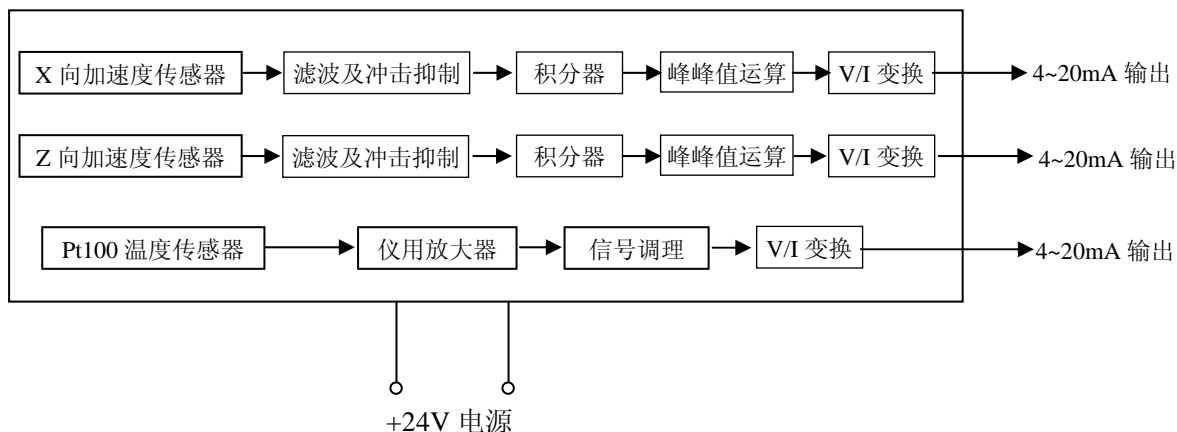 X 向加速度传感器 滤波及冲击抑制 积分器 峰峰值运算 V/I 变换 4~20mA 输出
Z 向加速度传感器 滤波及冲击抑制 积分器 峰峰值运算 V/I 变换 4~20mA 输出
Pt100 温度传感器 仪用放大器 信号调理 V/I 变换 4~20mA 输出
+24V 电源